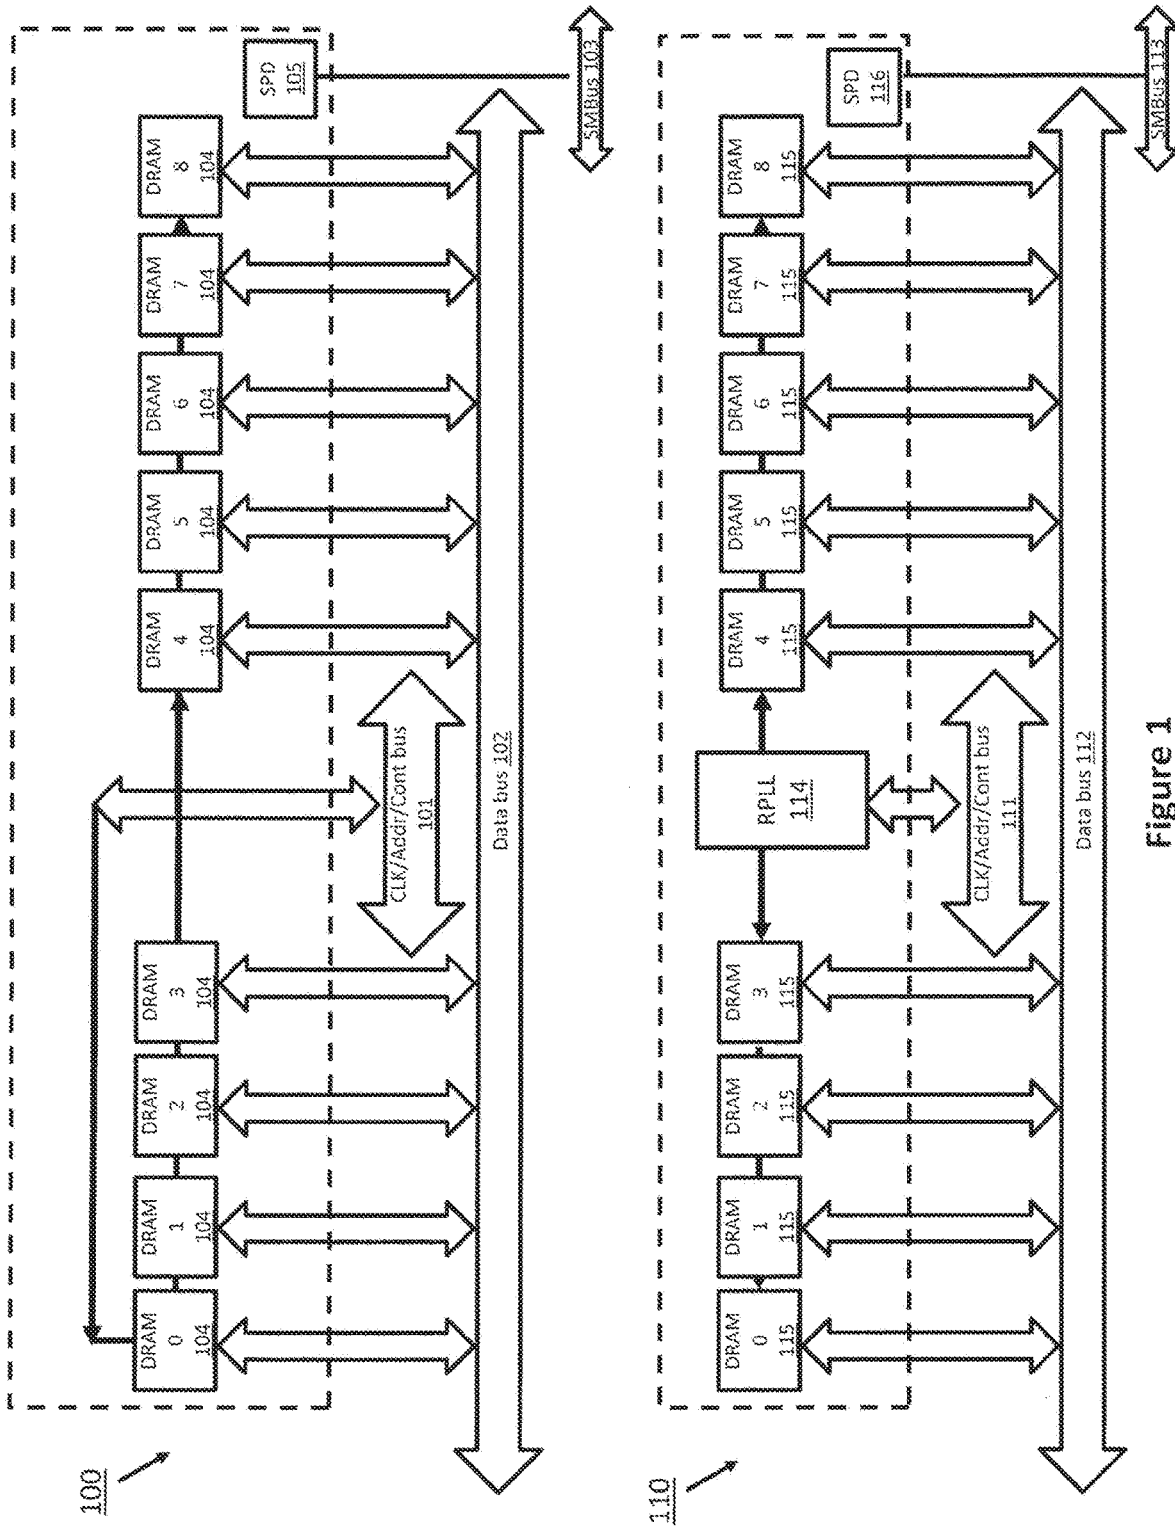 100
DRAM
0
104
DRAM
1
104
DRAM
2
104
DRAM
3
104
DRAM
4
104
DRAM
5
104
DRAM
6
104
DRAM
7
104
DRAM
8
104
SPD
105
CLK/Addr/Cont bus
101
Data bus 102
SMBus 103
110
DRAM
0
115
DRAM
1
115
DRAM
2
115
DRAM
3
115
RPLL
114
DRAM
4
115
DRAM
5
115
DRAM
6
115
DRAM
7
115
DRAM
8
115
SPD
116
CLK/Addr/Cont bus
111
Data bus 112
SMBus 113
Figure 1